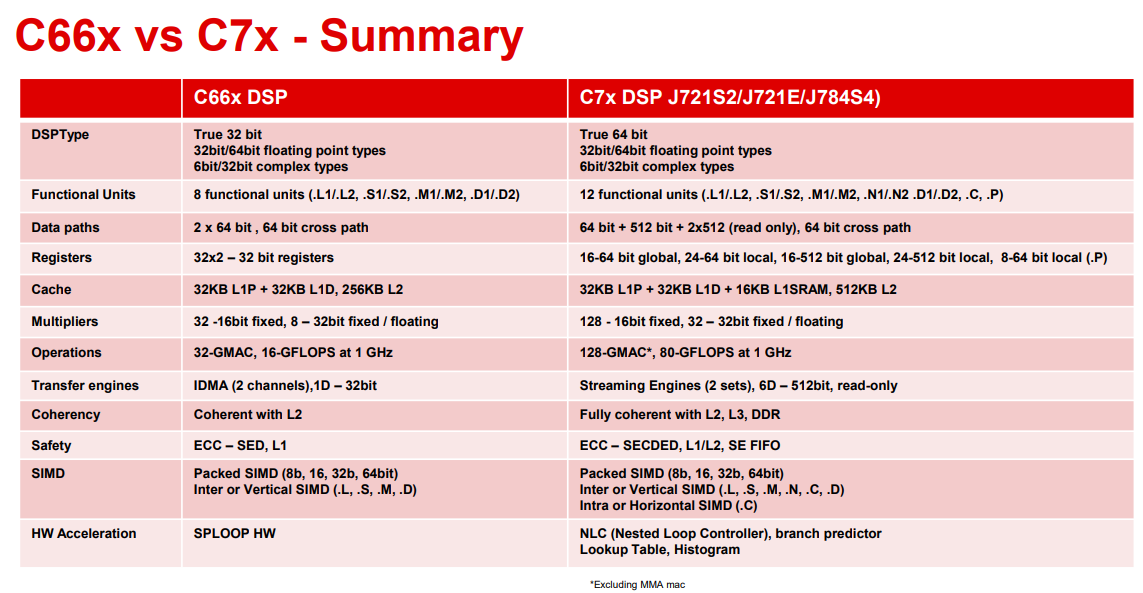 C66x vs C7x - Summary
C66x DSP
C7x DSP J721S2/J721E/J784S4)
DSPType
True 32 bit
32bit/64bit floating point types
6bit/32bit complex types
True 64 bit
32bit/64bit floating point types
6bit/32bit complex types
Functional Units
8 functional units (.L1/.L2, .S1/.S2, .M1/.M2, .D1/.D2)
12 functional units (.L1/.L2, .S1/.S2, .M1/.M2, .N1/.N2 .D1/.D2, .C, .P)
Data paths
2 x 64 bit , 64 bit cross path
64 bit + 512 bit + 2x512 (read only), 64 bit cross path
Registers
32x2 – 32 bit registers
16-64 bit global, 24-64 bit local, 16-512 bit global, 24-512 bit local, 8-64 bit local (.P)
Cache
32KB L1P + 32KB L1D, 256KB L2
32KB L1P + 32KB L1D + 16KB L1SRAM, 512KB L2
Multipliers
32 -16bit fixed, 8 – 32bit fixed / floating
128 - 16bit fixed, 32 – 32bit fixed / floating
Operations
32-GMAC, 16-GFLOPS at 1 GHz
128-GMAC*, 80-GFLOPS at 1 GHz
Transfer engines
IDMA (2 channels),1D – 32bit
Streaming Engines (2 sets), 6D – 512bit, read-only
Coherency
Coherent with L2
Fully coherent with L2, L3, DDR
Safety
ECC – SED, L1
ECC – SECDED, L1/L2, SE FIFO
SIMD
Packed SIMD (8b, 16, 32b, 64bit)
Inter or Vertical SIMD (.L, .S, .M, .D)
Packed SIMD (8b, 16, 32b, 64bit)
Inter or Vertical SIMD (.L, .S, .M, .N, .C, .D)
Intra or Horizontal SIMD (.C)
HW Acceleration
SPLOOP HW
NLC (Nested Loop Controller), branch predictor
Lookup Table, Histogram
*Excluding MMA mac